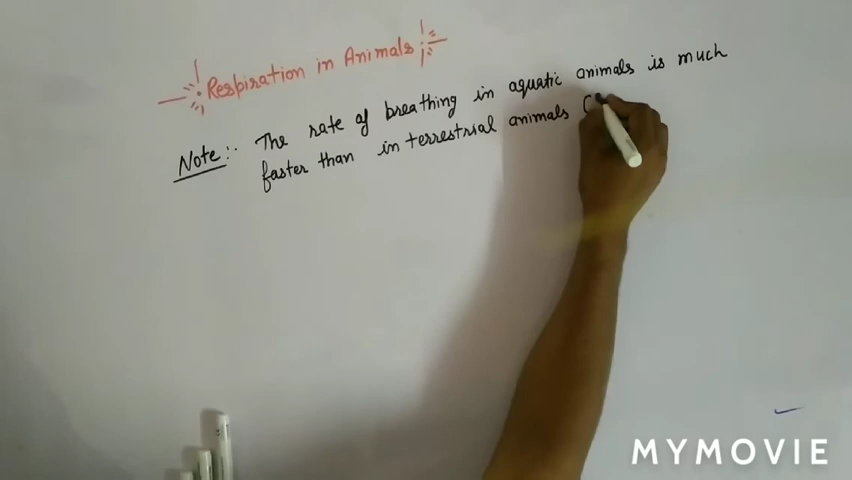 Respiration in Animals
Note:- The rate of breathing in aquatic animals is much
faster than in terrestrial animals (
MYMOVIE